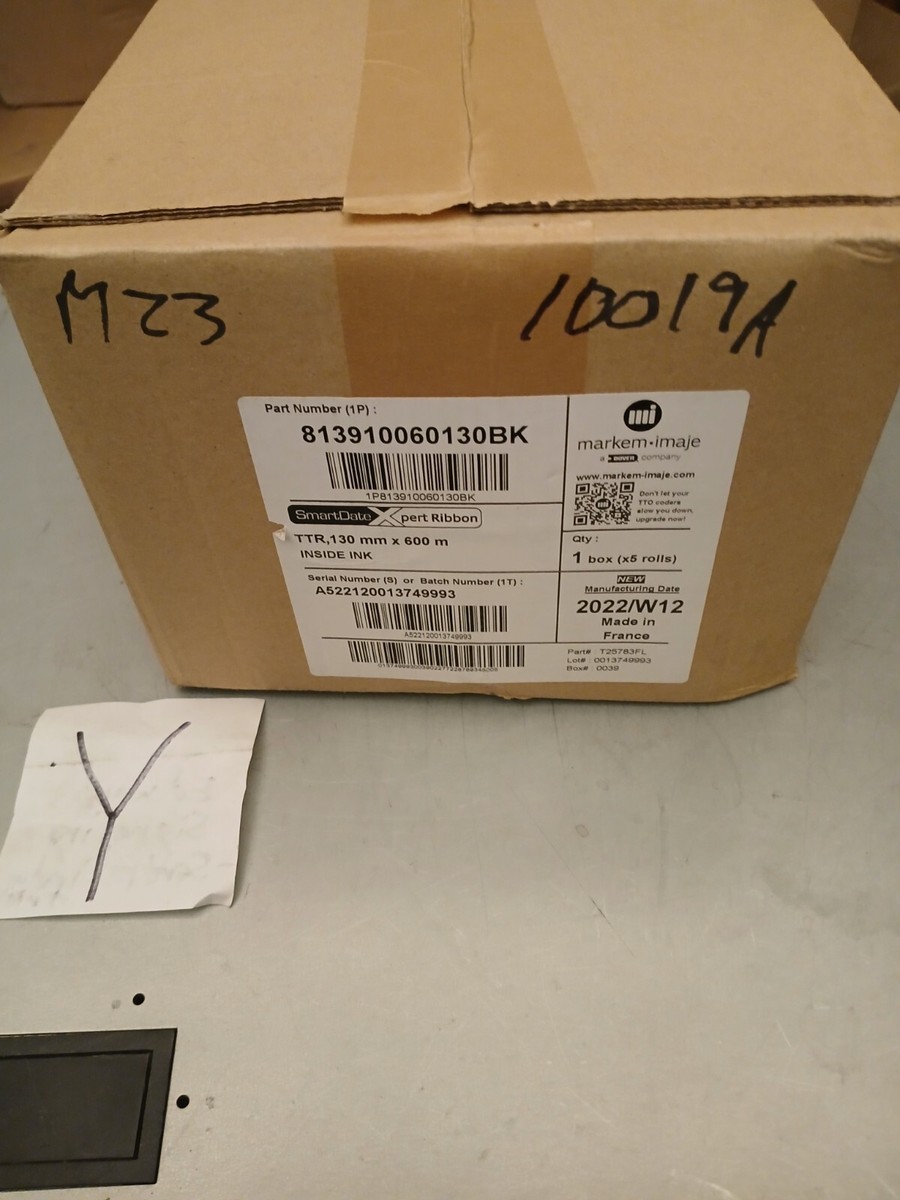 M23
10019A
Part Number (1P) :
813910060130BK
1P813910060130BK
SmartDate Xpert Ribbon
TTR,130 mm x 600 m
INSIDE INK
Serial Number (S) or Batch Number (1T) :
A522120013749993
A522120013749993
mi
markem-imaje
a DOVER company
www.markem-imaje.com
Don't let your
TTO coders
slow you down,
upgrade now!
Qty :
1 box (x5 rolls)
NEW
Manufacturing Date
2022/W12
Made in
France
Part# T25783FL
Lot# 0013749993
Box# 0039
Y